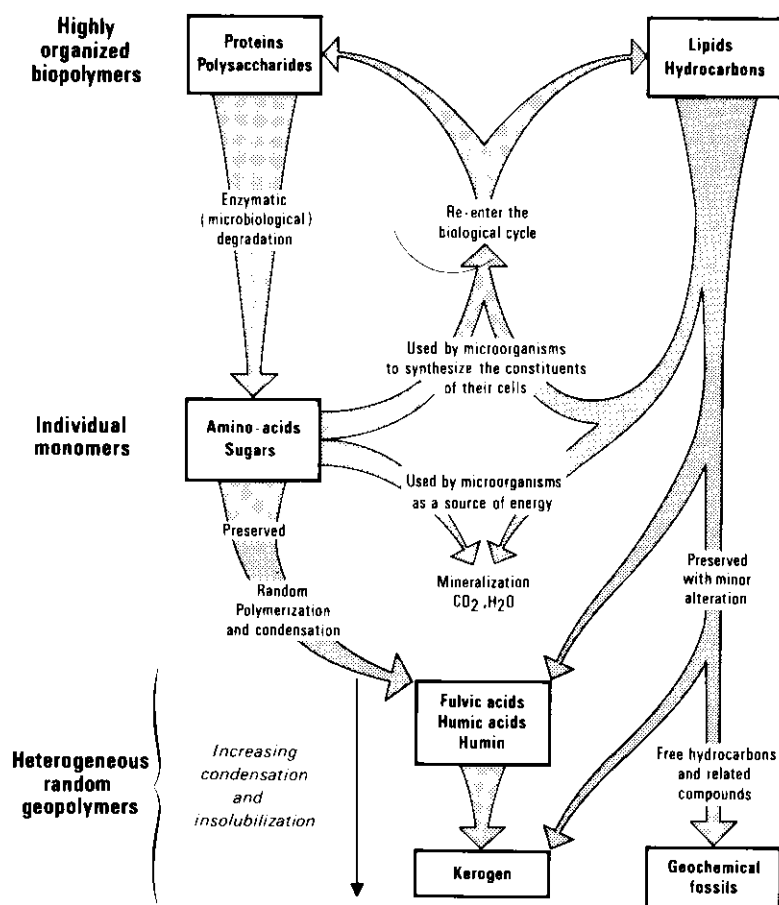 Highly
organized
biopolymers
Proteins
Polysaccharides
Lipids
Hydrocarbons
Enzymatic
(microbiological)
degradation
Re-enter the
biological cycle
Used by microorganisms
to synthesize the constituents
of their cells
Individual
monomers
Amino-acids
Sugars
Used by microorganisms
as a source of energy
Preserved
Mineralization
CO2,H2O
Preserved
with minor
alteration
Random
Polymerization
and condensation
Fulvic acids
Humic acids
Humin
Heterogeneous
random
geopolymers
Increasing
condensation
and
insolubilization
Free hydrocarbons
and related
compounds
Kerogen
Geochemical
fossils